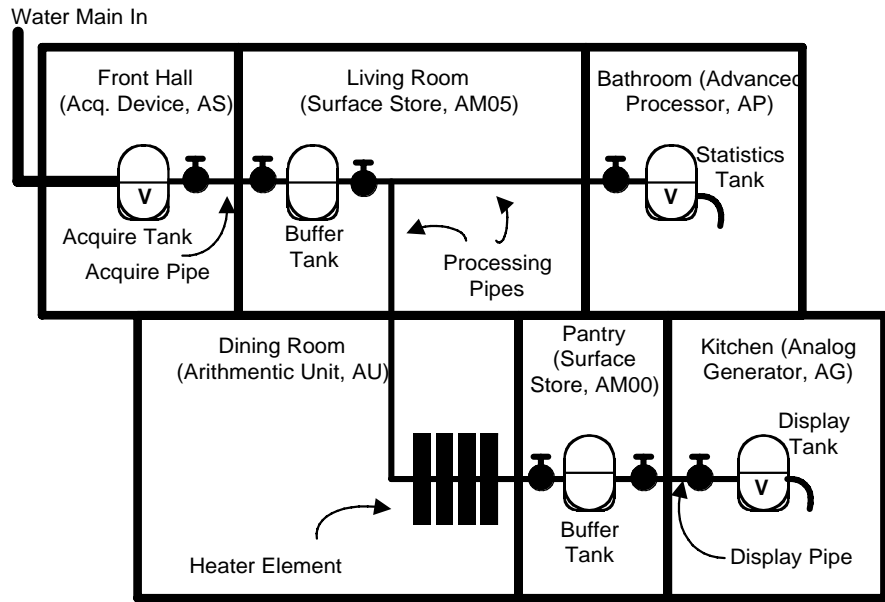 Water Main In
Front Hall
(Acq. Device, AS)
Living Room
(Surface Store, AM05)
Bathroom (Advanced
Processor, AP)
Statistics
Tank
V
V
Acquire Tank
Acquire Pipe
Buffer
Tank
Processing
Pipes
Dining Room
(Arithmentic Unit, AU)
Pantry
(Surface
Store, AM00)
Kitchen (Analog
Generator, AG)
Display
Tank
V
Buffer
Tank
Heater Element
Display Pipe